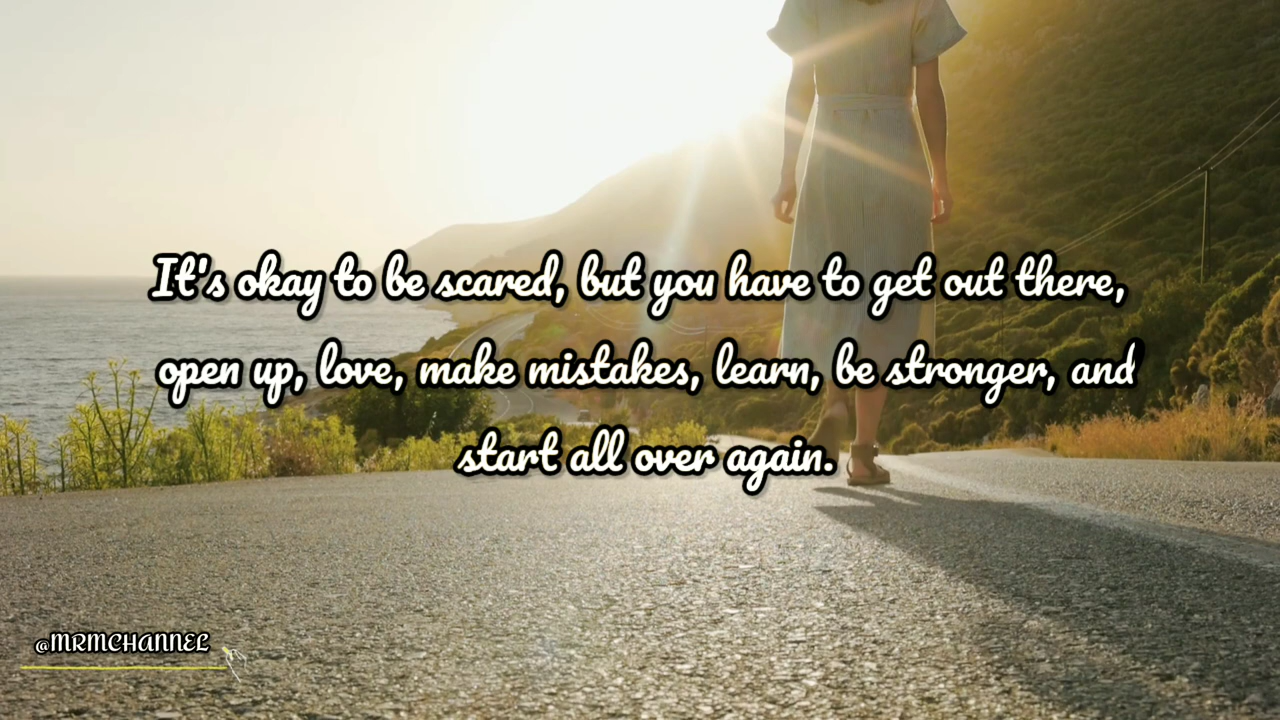 It's okay to be scared, but you have to get out there,
open up, love, make mistakes, learn, be stronger, and
start all over again.
@MRMCHANNEL